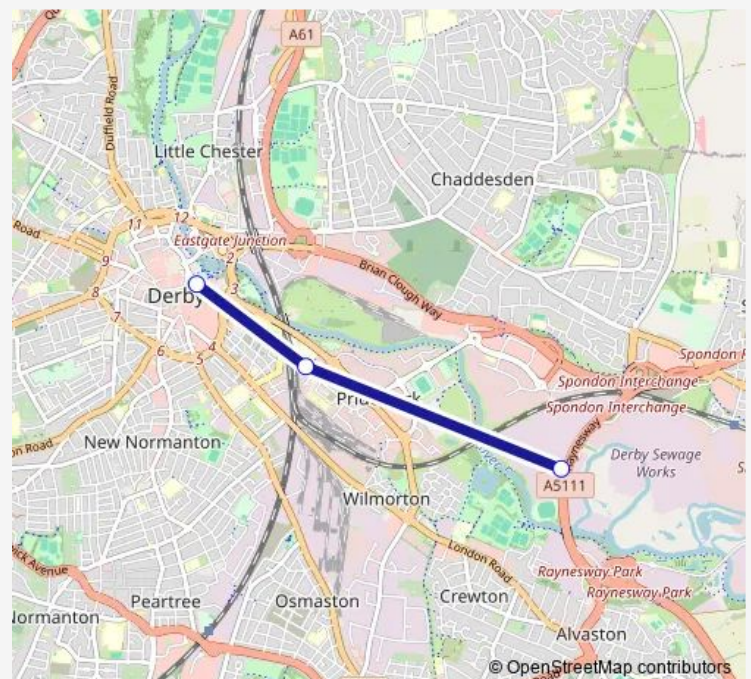 A61
Duffield Road
Little Chester
Chaddesden
11
12
Road
Eastgate Junction
2
9
Brian Clough Way
3
Derby
8
7
6
5
4
Spondon Interchange
Spondon Interchange
New Normanton
Derby Sewage
Works
A5111
Wilmorton
London Road
Raynesway Park
Raynesway Park
Peartree
Osmaston
Crewton
Normanton
Alvaston
© OpenStreetMap contributors